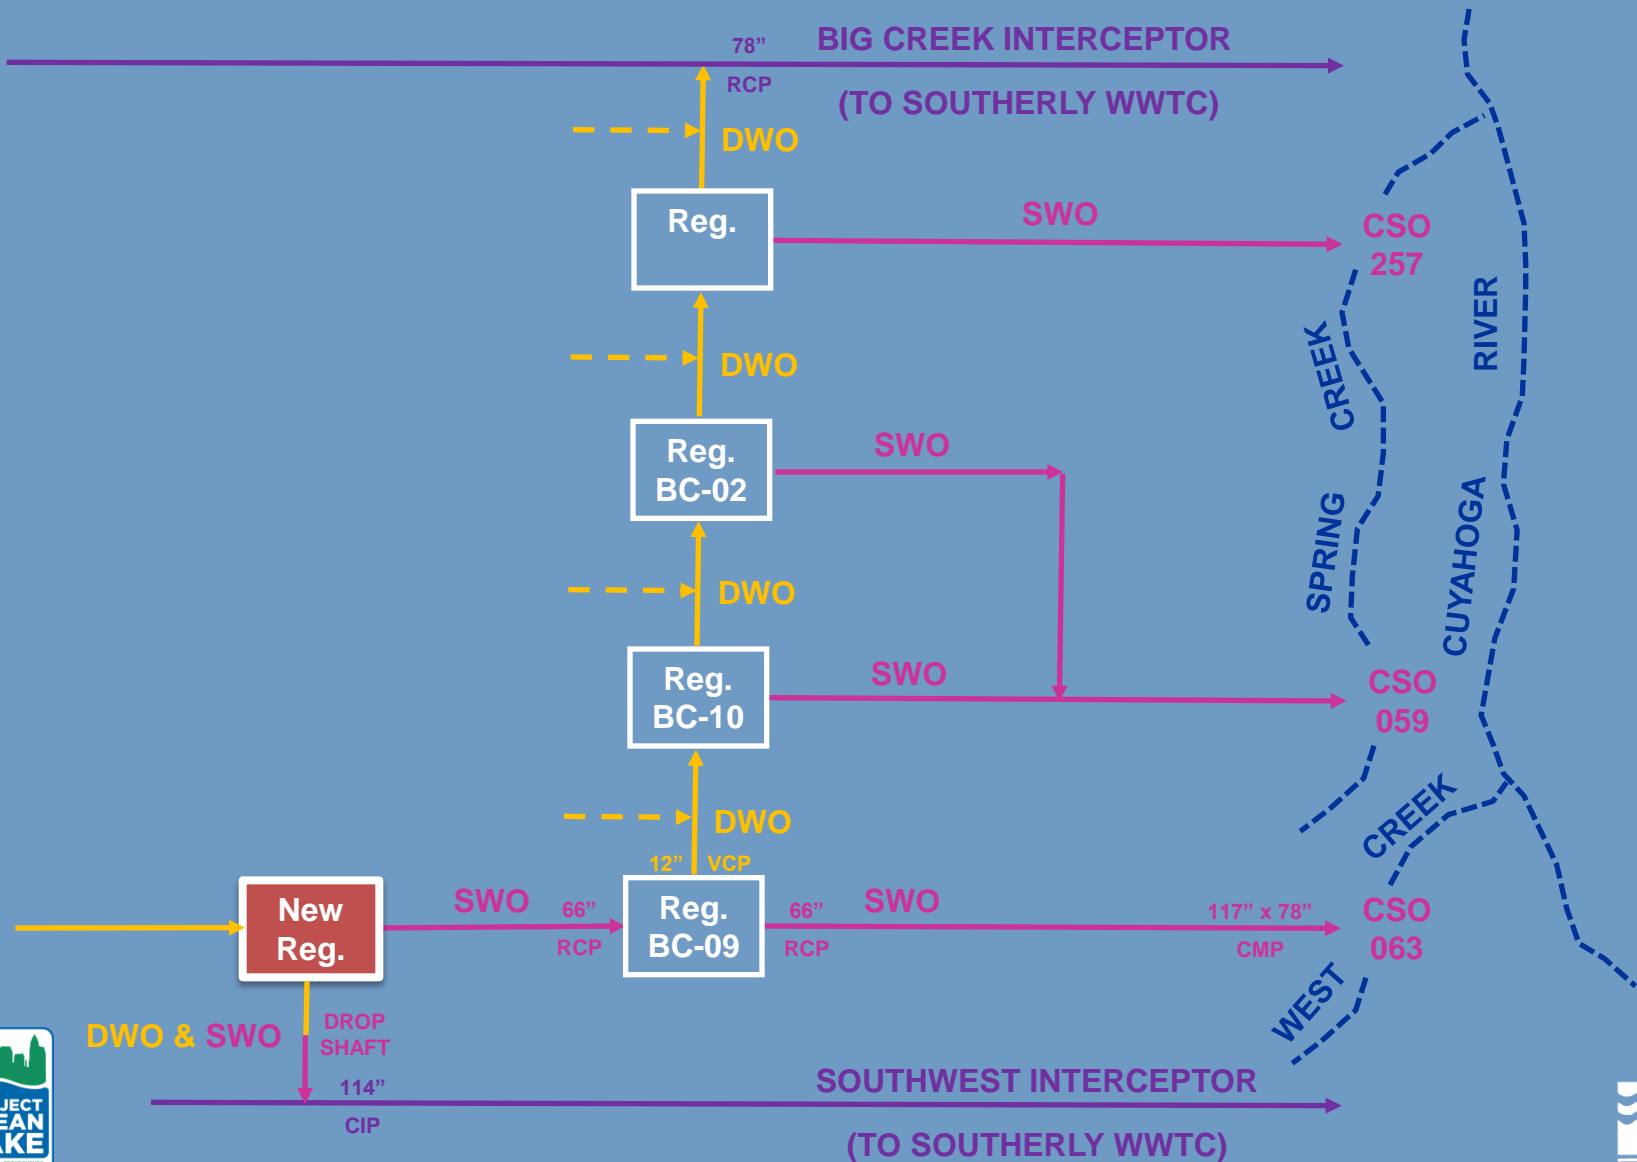 78”
BIG CREEK INTERCEPTOR
RCP
(TO SOUTHERLY WWTC)
DWO
Reg.
SWO
CSO
257
DWO
CREEK
RIVER
Reg.
BC-02
SWO
SPRING
CUYAHOGA
DWO
Reg.
BC-10
SWO
CSO
059
DWO
CREEK
12” VCP
New
Reg.
SWO
66”
RCP
Reg.
BC-09
66”
RCP
SWO
117” x 78”
CMP
CSO
063
WEST
DWO & SWO
DROP
SHAFT
114”
CIP
SOUTHWEST INTERCEPTOR
(TO SOUTHERLY WWTC)